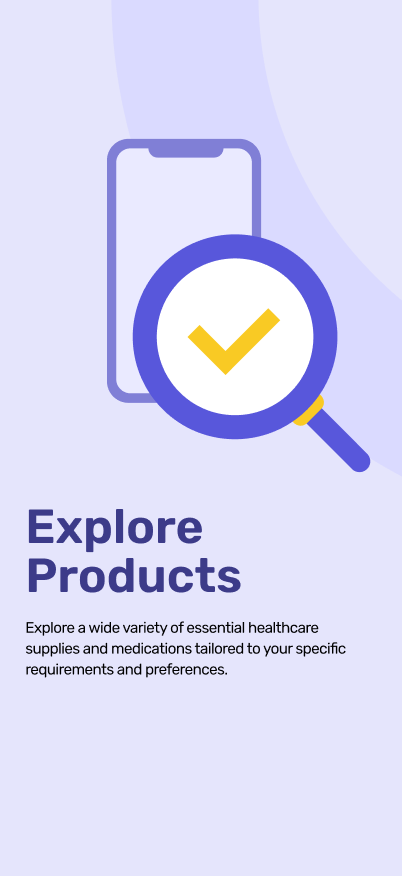 Explore
Products
Explore a wide variety of essential healthcare
supplies and medications tailored to your specific
requirements and preferences.